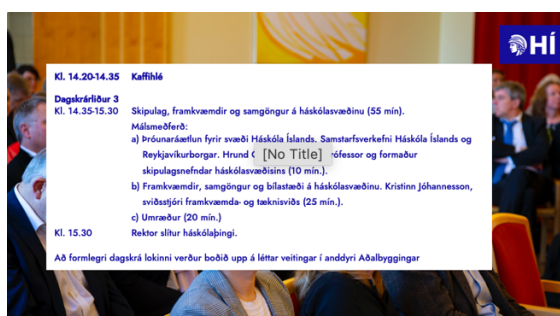 HÍ
Kl. 14.20-14.35 Kaffihlé
Dagskrárliður 3
Kl. 14.35-15.30 Skipulag, framkvæmdir og samgöngur á háskólasvæðinu (55 mín).
Málsmeðferð:
a) Þróunaráætlun fyrir svæði Háskóla Íslands. Samstarfsverkefni Háskóla Íslands og
Reykjavíkurborgar. Hrund [No Title] prófessor og formaður
skipulagsnefndar háskólasvæðisins (10 mín.).
b) Framkvæmdir, samgöngur og bílastæði á háskólasvæðinu. Kristinn Jóhannesson,
sviðsstjóri framkvæmda- og tæknisviðs (25 mín.).
c) Umræður (20 mín.)
Kl. 15.30 Rektor slítur háskólaþingi.
Að formlegri dagskrá lokinni verður boðið upp á léttar veitingar í anddyri Aðalbyggingar